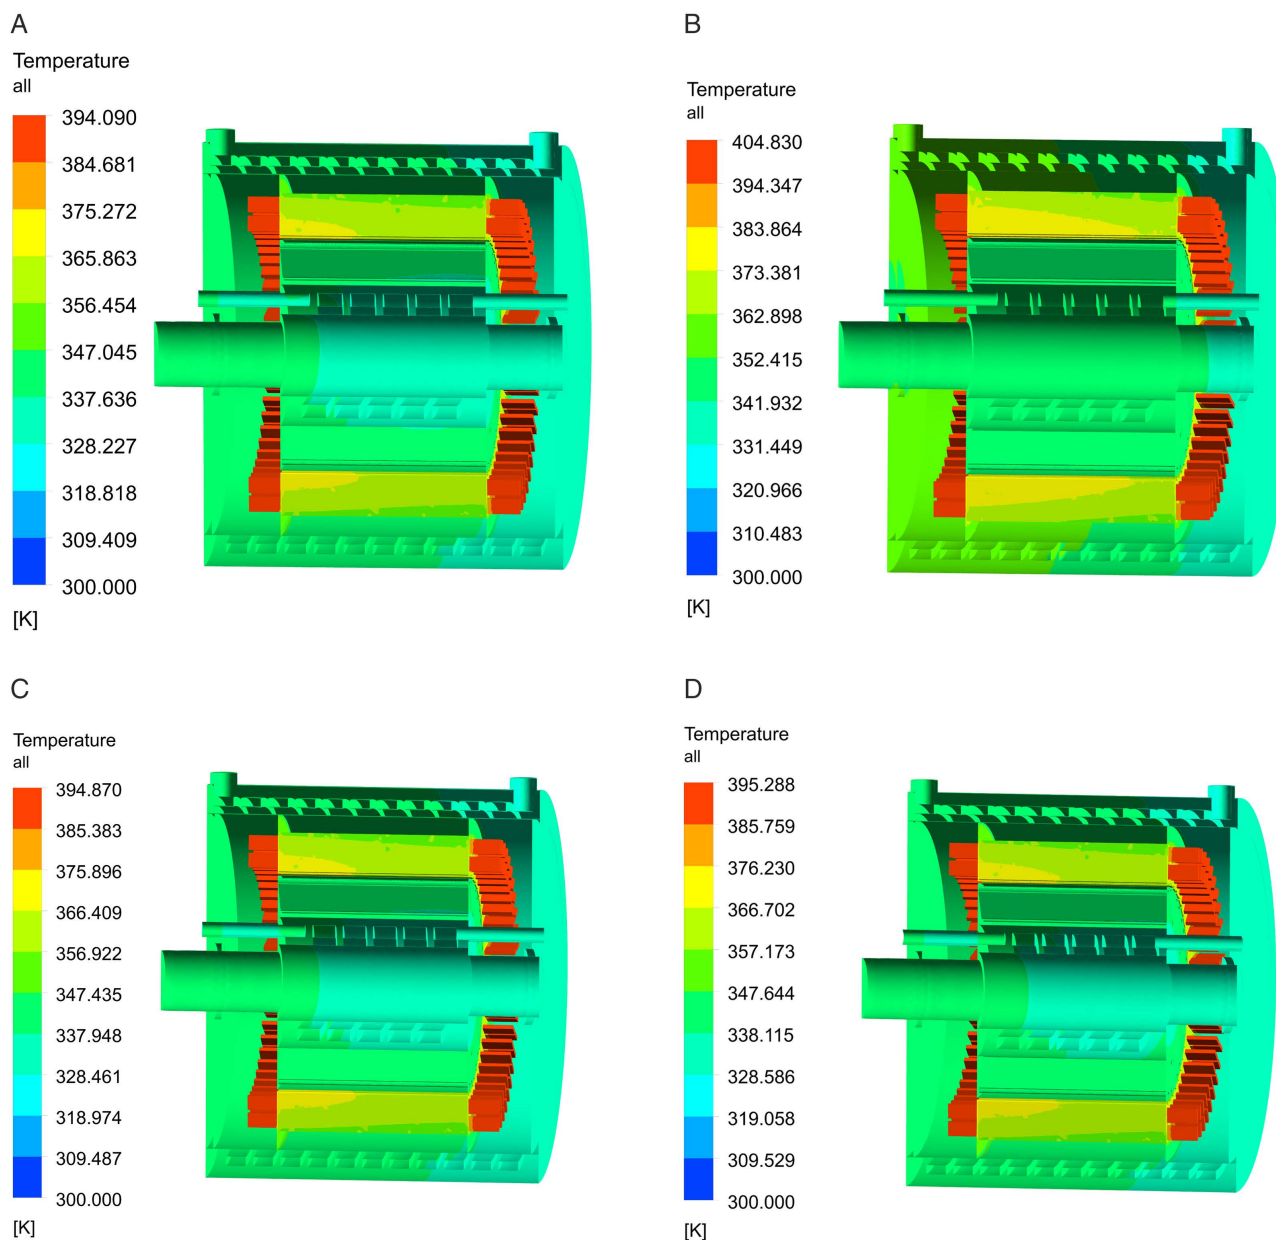 A
Temperature
all
394.090
384.681
375.272
365.863
356.454
347.045
337.636
328.227
318.818
309.409
300.000
[K]
B
Temperature
all
404.830
394.347
383.864
373.381
362.898
352.415
341.932
331.449
320.966
310.483
300.000
[K]
C
Temperature
all
394.870
385.383
375.896
366.409
356.922
347.435
337.948
328.461
318.974
309.487
300.000
[K]
D
Temperature
all
395.288
385.759
376.230
366.702
357.173
347.644
338.115
328.586
319.058
309.529
300.000
[K]